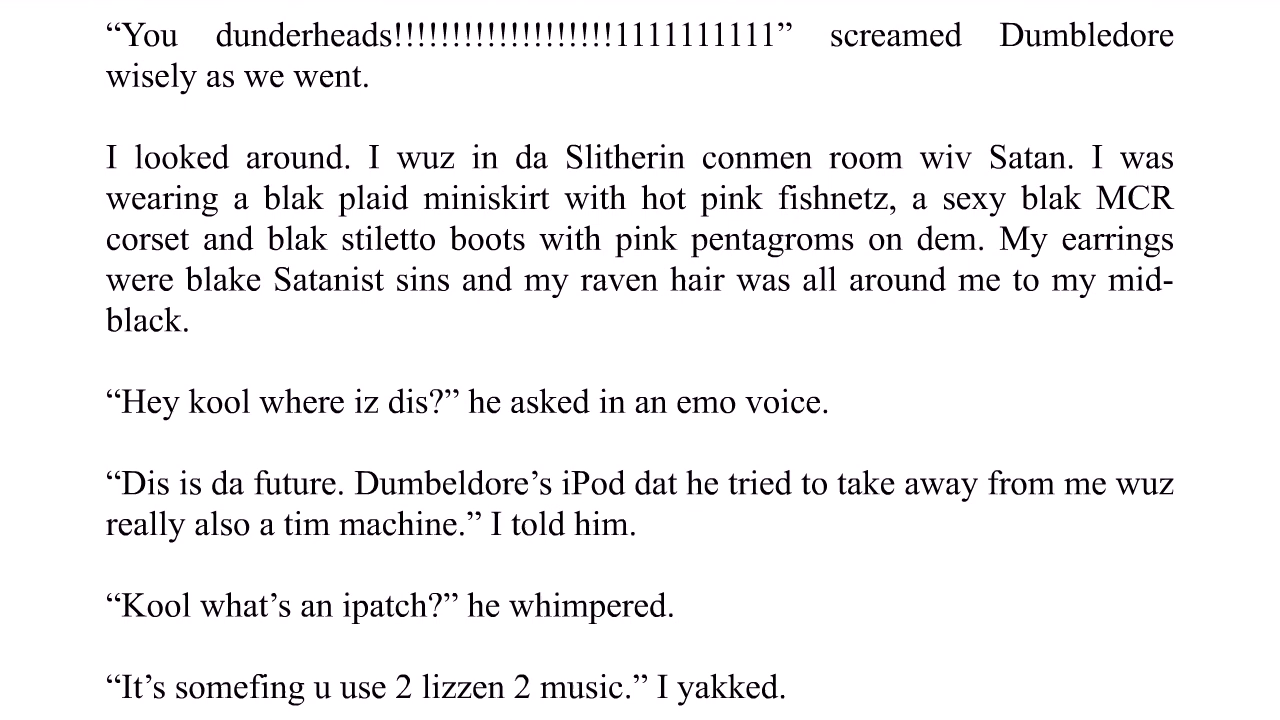 “You dunderheads!!!!!!!!!!!!!!!!!!!1111111111” screamed Dumbledore
wisely as we went.
I looked around. I wuz in da Slitherin conmen room wiv Satan. I was
wearing a blak plaid miniskirt with hot pink fishnetz, a sexy blak MCR
corset and blak stiletto boots with pink pentagroms on dem. My earrings
were blake Satanist sins and my raven hair was all around me to my mid-
black.
“Hey kool where iz dis?” he asked in an emo voice.
“Dis is da future. Dumbeldore’s iPod dat he tried to take away from me wuz
really also a tim machine.” I told him.
“Kool what’s an ipatch?” he whimpered.
“It’s somefing u use 2 lizzen 2 music.” I yakked.